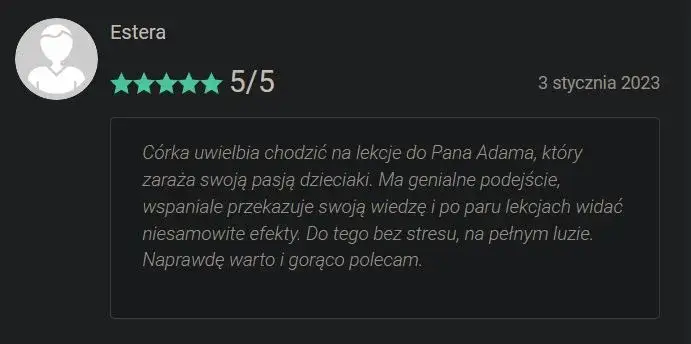 Estera
5/5
3 stycznia 2023
Córka uwielbia chodzić na lekcje do Pana Adama, który
zaraża swoją pasją dzieciaki. Ma genialne podejście,
wspaniale przekazuje swoją wiedzę i po paru lekcjach widać
niesamowite efekty. Do tego bez stresu, na pełnym luzie.
Naprawdę warto i gorąco polecam.